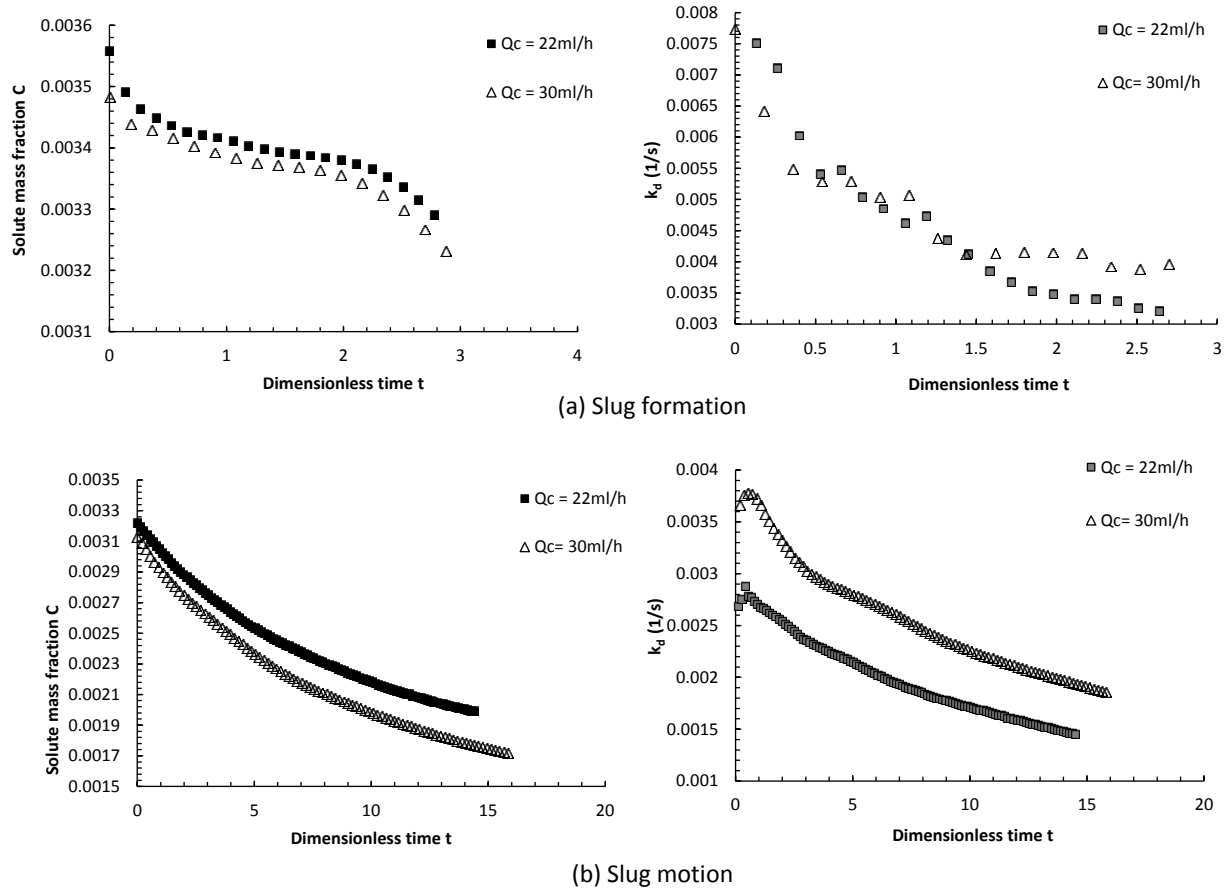 0.0036
0.0035
0.0034
0.0033
0.0032
0.0031
0 1 2 3 4
Solute mass fraction C
Dimensionless time t
Qc = 22ml/h
Qc = 30ml/h
0.008
0.0075
0.007
0.0065
0.006
0.0055
0.005
0.0045
0.004
0.0035
0.003
0 0.5 1 1.5 2 2.5 3
kd (1/s)
Dimensionless time t
Qc = 22ml/h
Qc = 30ml/h
(a) Slug formation
0.0035
0.0033
0.0031
0.0029
0.0027
0.0025
0.0023
0.0021
0.0019
0.0017
0.0015
0 5 10 15 20
Solute mass fraction C
Dimensionless time t
Qc = 22ml/h
Qc= 30ml/h
0.004
0.0035
0.003
0.0025
0.002
0.0015
0.001
0 5 10 15 20
kd (1/s)
Dimensionless time t
Qc = 22ml/h
Qc= 30ml/h
(b) Slug motion